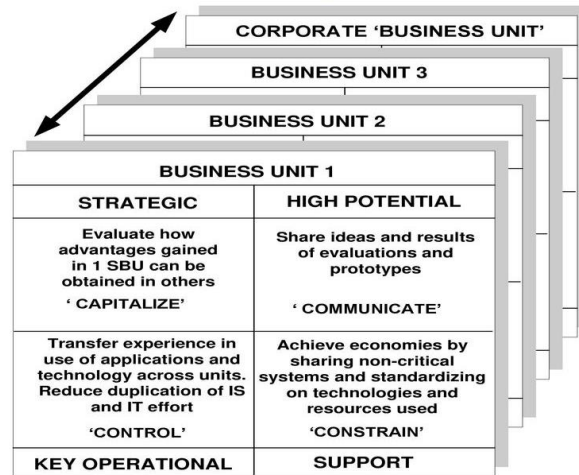 CORPORATE 'BUSINESS UNIT'
BUSINESS UNIT 3
BUSINESS UNIT 2
BUSINESS UNIT 1
STRATEGIC
Evaluate how
advantages gained
in 1 SBU can be
obtained in others
' CAPITALIZE'
HIGH POTENTIAL
Share ideas and results
of evaluations and
prototypes
' COMMUNICATE'
Transfer experience in
use of applications and
technology across units.
Reduce duplication of IS
and IT effort
'CONTROL'
KEY OPERATIONAL
Achieve economies by
sharing non-critical
systems and standardizing
on technologies and
resources used
'CONSTRAIN'
SUPPORT